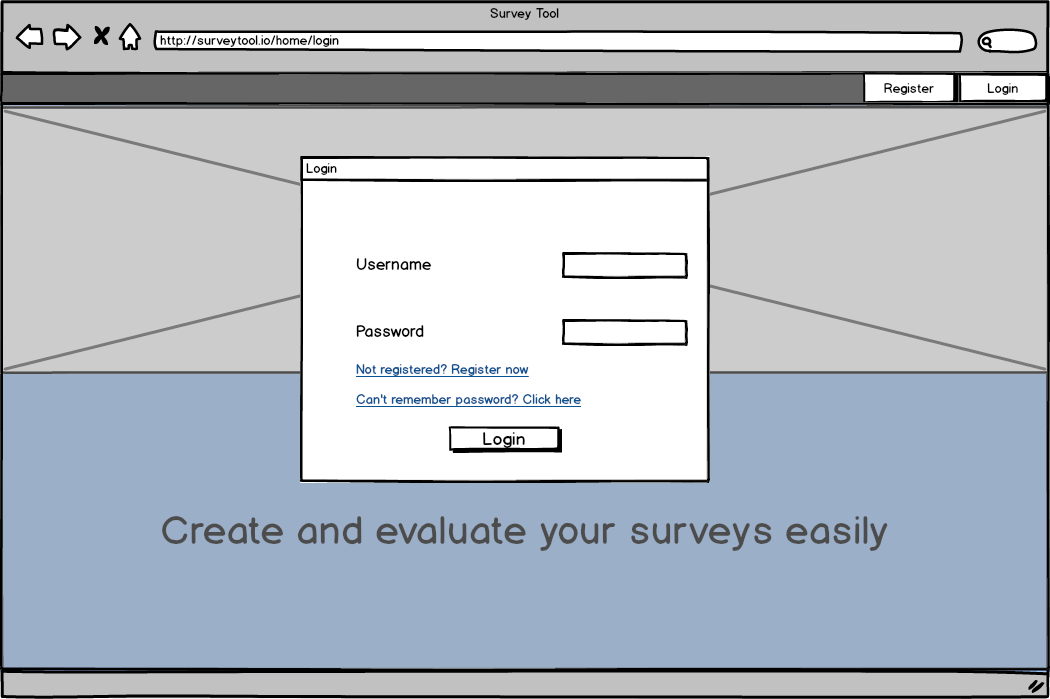 Survey Tool
http://surveytool.io/home/login
Register
Login
Login
Username
Password
Not registered? Register now
Can't remember password? Click here
Login
Create and evaluate your surveys easily